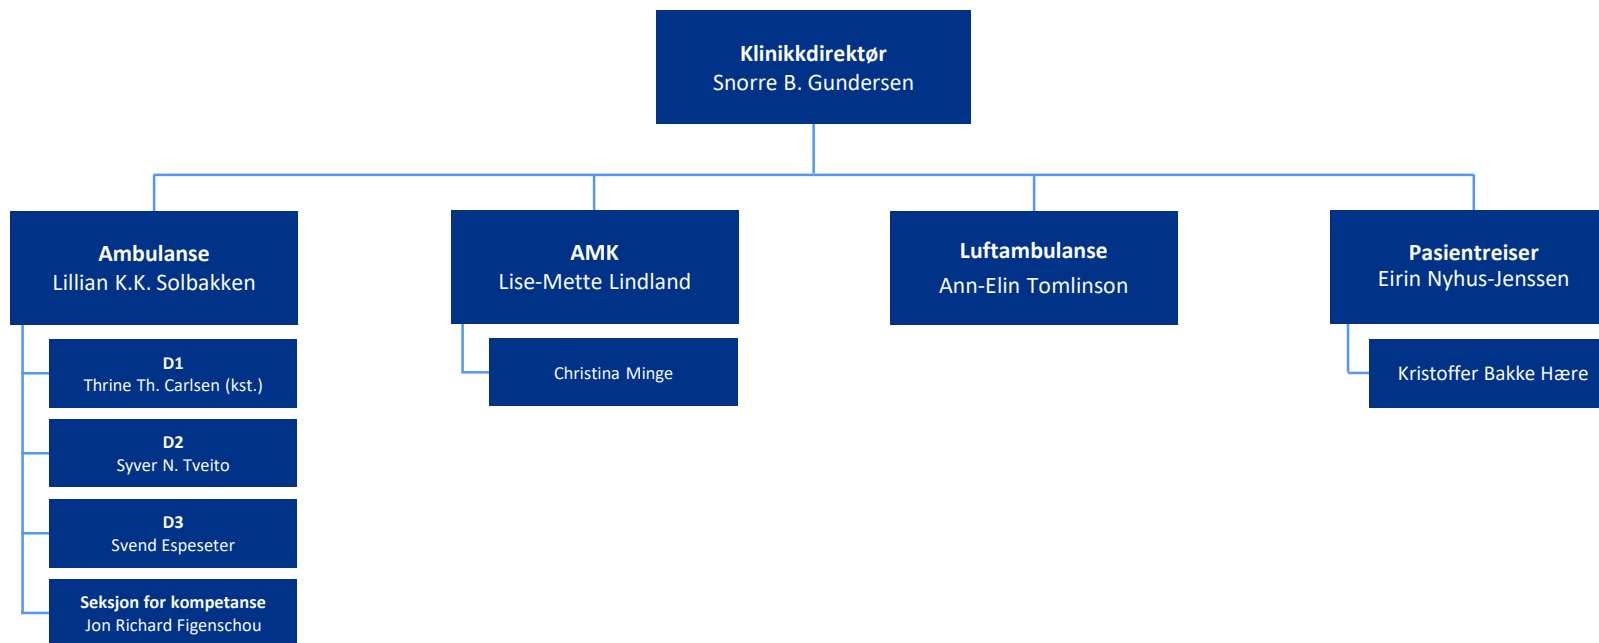 Klinikkdirektør
Snorre B. Gundersen
Ambulanse
Lillian K.K. Solbakken
AMK
Lise-Mette Lindland
Luftambulanse
Ann-Elin Tomlinson
Pasientreiser
Eirin Nyhus-Jenssen
D1
Thrine Th. Carlsen (kst.)
D2
Syver N. Tveito
D3
Svend Espeseter
Seksjon for kompetanse
Jon Richard Figenschou
Christina Minge
Kristoffer Bakke Hære